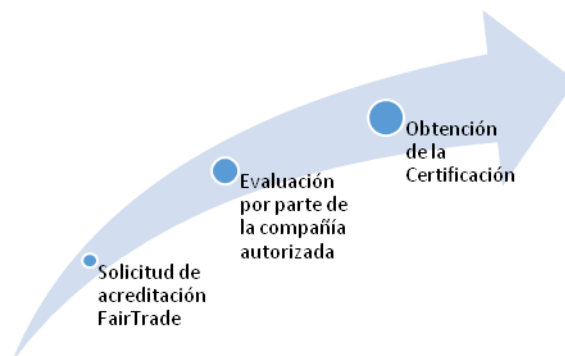 Solicitud de
acreditación
FairTrade
Evaluación
por parte de
la compañía
autorizada
Obtención
de la
Certificación